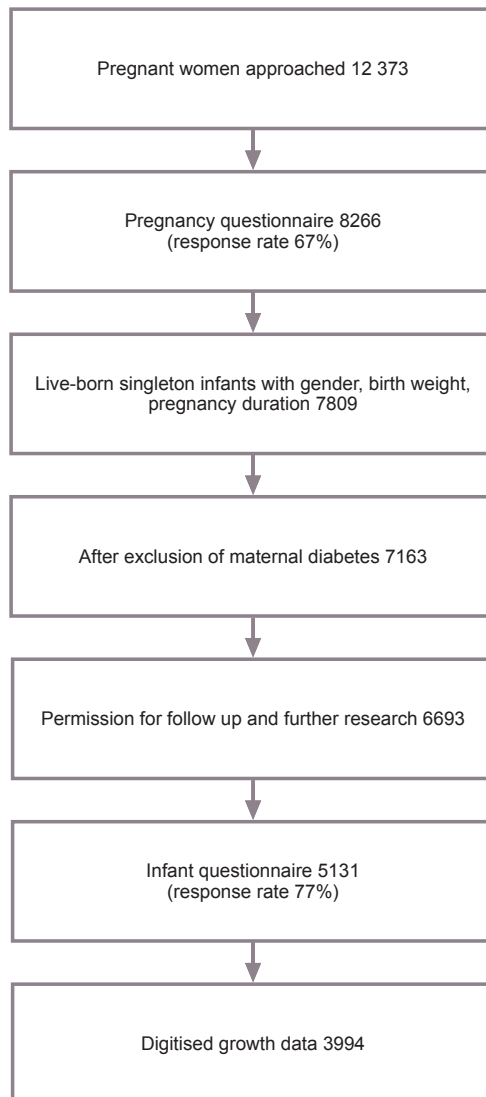 Pregnant women approached 12 373
Pregnancy questionnaire 8266
(response rate 67%)
Live-born singleton infants with gender, birth weight,
pregnancy duration 7809
After exclusion of maternal diabetes 7163
Permission for follow up and further research 6693
Infant questionnaire 5131
(response rate 77%)
Digitised growth data 3994